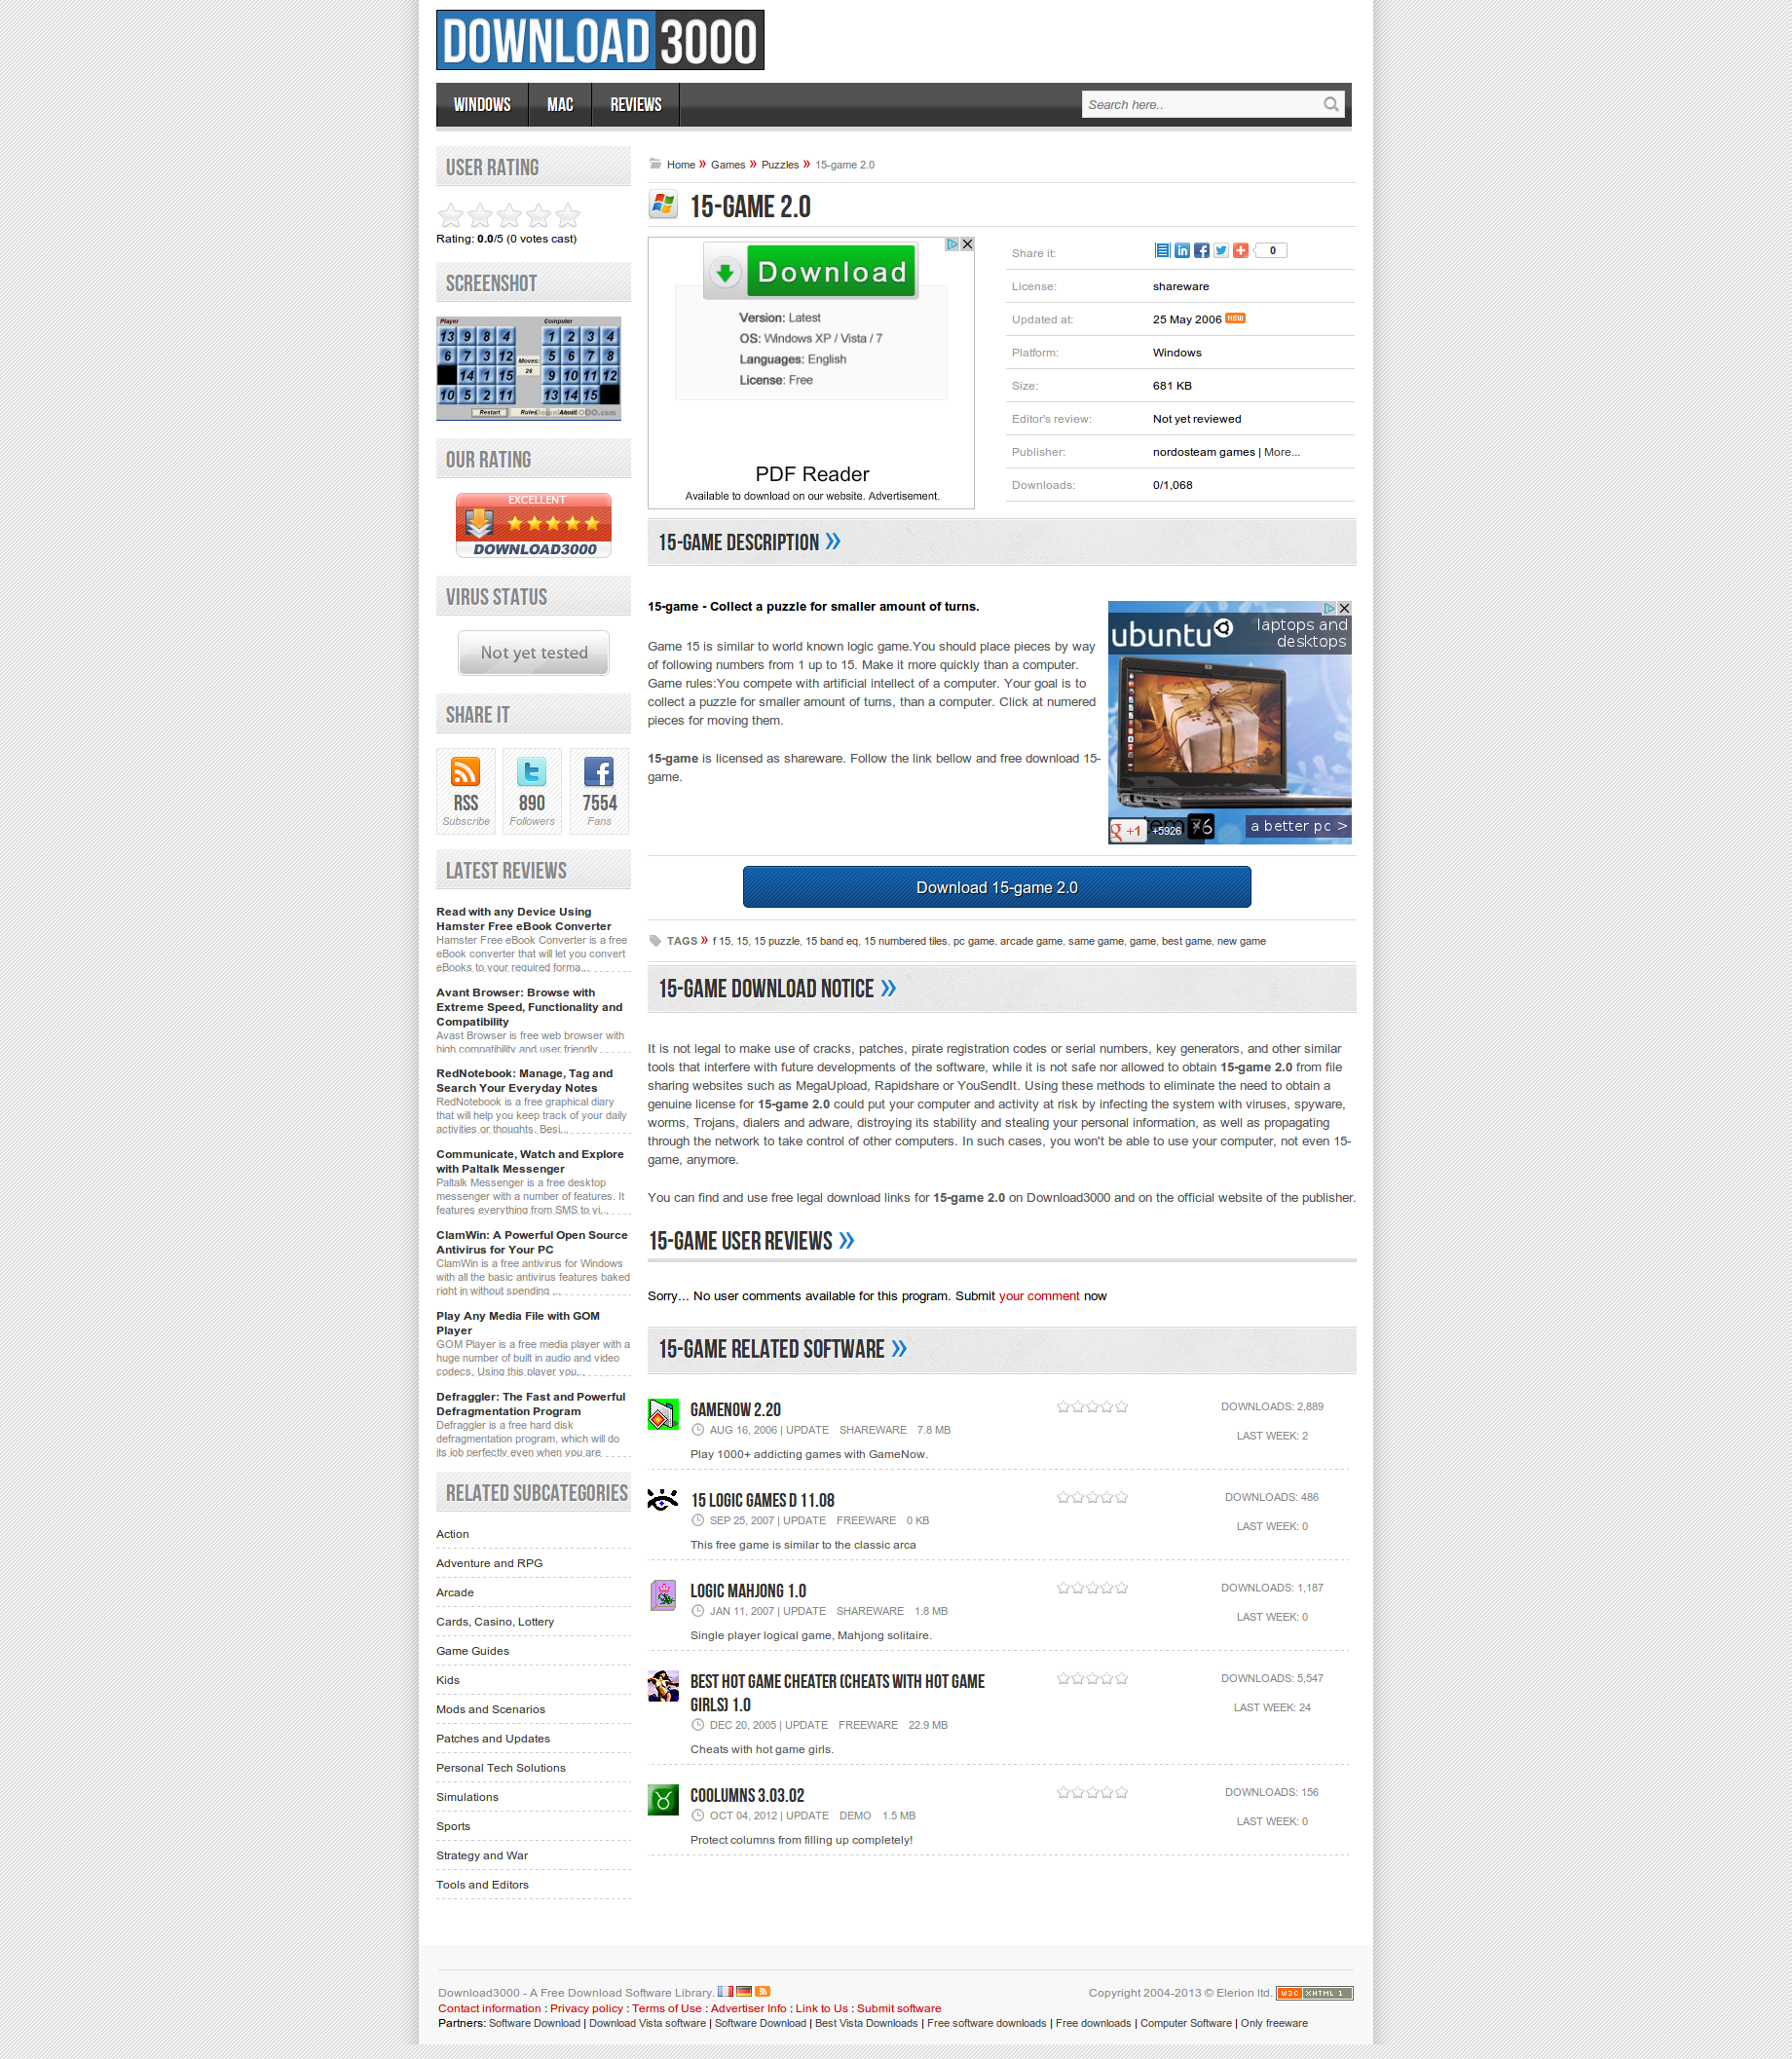 DOWNLOAD 3000
WINDOWS MAC REVIEWS Search here..
USER RATING
Rating: 0.0/5 (0 votes cast)
SCREENSHOT
Player Computer
13 9 8 4 1 2 3 4
6 7 3 12 Moves: 5 6 7 8
14 1 15 26 9 10 11 12
10 5 2 11 13 14 15
Restart Rules About
OUR RATING
EXCELLENT
DOWNLOAD3000
VIRUS STATUS
Not yet tested
SHARE IT
RSS 890 7554
Subscribe Followers Fans
LATEST REVIEWS
Read with any Device Using
Hamster Free eBook Converter
Hamster Free eBook Converter is a free
eBook converter that will let you convert
eBooks to your required forma...
Avant Browser: Browse with
Extreme Speed, Functionality and
Compatibility
Avast Browser is free web browser with
high compatibility and user friendly
RedNotebook: Manage, Tag and
Search Your Everyday Notes
RedNotebook is a free graphical diary
that will help you keep track of your daily
activities or thoughts. Besi...
Communicate, Watch and Explore
with Paltalk Messenger
Paltalk Messenger is a free desktop
messenger with a number of features. It
features everything from SMS to vi...
ClamWin: A Powerful Open Source
Antivirus for Your PC
ClamWin is a free antivirus for Windows
with all the basic antivirus features baked
right in without spending ...
Play Any Media File with GOM
Player
GOM Player is a free media player with a
huge number of built in audio and video
codecs. Using this player you...
Defraggler: The Fast and Powerful
Defragmentation Program
Defraggler is a free hard disk
defragmentation program, which will do
its job perfectly even when you are
RELATED SUBCATEGORIES
Action
Adventure and RPG
Arcade
Cards, Casino, Lottery
Game Guides
Kids
Mods and Scenarios
Patches and Updates
Personal Tech Solutions
Simulations
Sports
Strategy and War
Tools and Editors
Home » Games » Puzzles » 15-game 2.0
15-GAME 2.0
Download
Version: Latest
OS: Windows XP / Vista / 7
Languages: English
License: Free
PDF Reader
Available to download on our website. Advertisement.
Share it: 0
License: shareware
Updated at: 25 May 2006 NEW
Platform: Windows
Size: 681 KB
Editor's review: Not yet reviewed
Publisher: nordosteam games | More...
Downloads: 0/1,068
15-GAME DESCRIPTION »
15-game - Collect a puzzle for smaller amount of turns.
Game 15 is similar to world known logic game.You should place pieces by way
of following numbers from 1 up to 15. Make it more quickly than a computer.
Game rules:You compete with artificial intellect of a computer. Your goal is to
collect a puzzle for smaller amount of turns, than a computer. Click at numered
pieces for moving them.
15-game is licensed as shareware. Follow the link bellow and free download 15-
game.
ubuntu laptops and
desktops
g +1 +5926 76 a better pc >
Download 15-game 2.0
TAGS » f 15, 15, 15 puzzle, 15 band eq, 15 numbered tiles, pc game. arcade game, same game, game, best game, new game
15-GAME DOWNLOAD NOTICE »
It is not legal to make use of cracks, patches, pirate registration codes or serial numbers, key generators, and other similar
tools that interfere with future developments of the software, while it is not safe nor allowed to obtain 15-game 2.0 from file
sharing websites such as MegaUpload, Rapidshare or YouSendIt. Using these methods to eliminate the need to obtain a
genuine license for 15-game 2.0 could put your computer and activity at risk by infecting the system with viruses, spyware,
worms, Trojans, dialers and adware, distroying its stability and stealing your personal information, as well as propagating
through the network to take control of other computers. In such cases, you won't be able to use your computer, not even 15-
game, anymore.
You can find and use free legal download links for 15-game 2.0 on Download3000 and on the official website of the publisher.
15-GAME USER REVIEWS »
Sorry... No user comments available for this program. Submit your comment now
15-GAME RELATED SOFTWARE »
GAMENOW 2.20 DOWNLOADS: 2,889
AUG 16, 2006 | UPDATE SHAREWARE 7.8 MB LAST WEEK: 2
Play 1000+ addicting games with GameNow.
15 LOGIC GAMES D 11.08 DOWNLOADS: 486
SEP 25, 2007 | UPDATE FREEWARE 0 KB LAST WEEK: 0
This free game is similar to the classic arca
LOGIC MAHJONG 1.0 DOWNLOADS: 1,187
JAN 11, 2007 | UPDATE SHAREWARE 1.8 MB LAST WEEK: 0
Single player logical game, Mahjong solitaire.
BEST HOT GAME CHEATER (CHEATS WITH HOT GAME DOWNLOADS: 5,547
GIRLS) 1.0 LAST WEEK: 24
DEC 20, 2005 | UPDATE FREEWARE 22.9 MB
Cheats with hot game girls.
COOLUMNS 3.03.02 DOWNLOADS: 156
OCT 04, 2012 | UPDATE DEMO 1.5 MB LAST WEEK: 0
Protect columns from filling up completely!
Download3000 - A Free Download Software Library. Copyright 2004-2013 © Elerion ltd. W3C XHTML 1
Contact information : Privacy policy : Terms of Use : Advertiser Info : Link to Us : Submit software
Partners: Software Download | Download Vista software | Software Download | Best Vista Downloads | Free software downloads | Free downloads | Computer Software | Only freeware